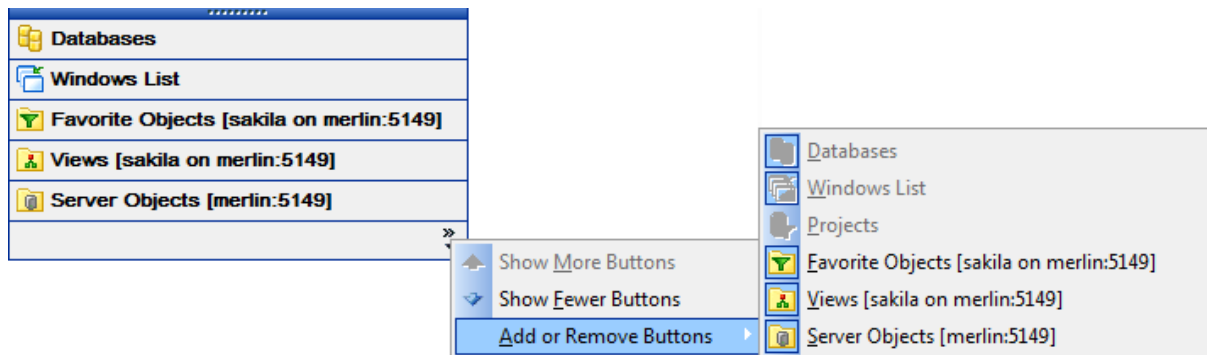 Databases
Windows List
Favorite Objects [sakila on merlin:5149]
Views [sakila on merlin:5149]
Server Objects [merlin:5149]
Show More Buttons
Show Fewer Buttons
Add or Remove Buttons
Databases
Windows List
Projects
Favorite Objects [sakila on merlin:5149]
Views [sakila on merlin:5149]
Server Objects [merlin:5149]